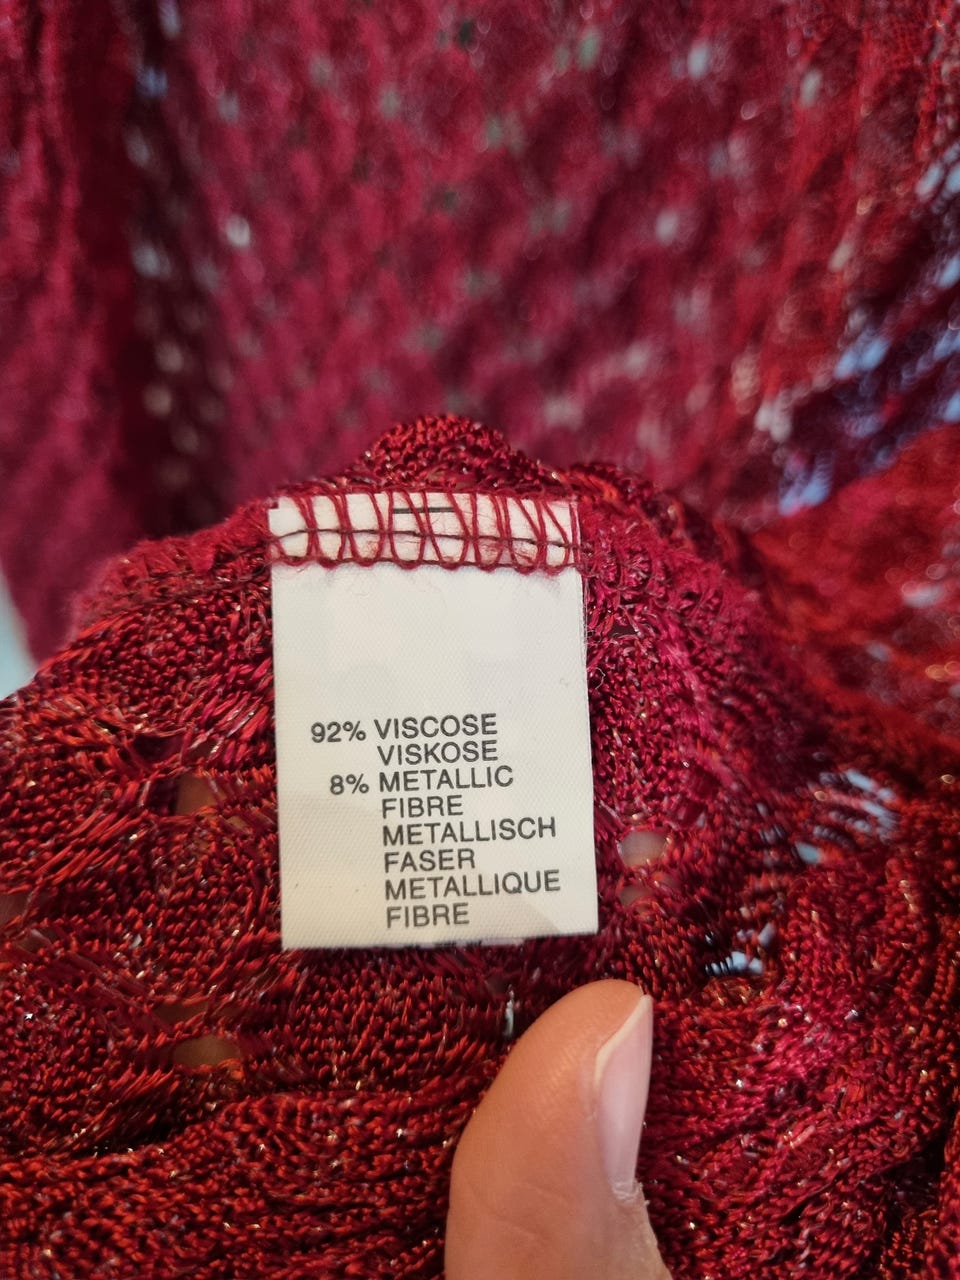 92% VISCOSE
VISKOSE
8% METALLIC
FIBRE
METALLISCH
FASER
METALLIQUE
FIBRE